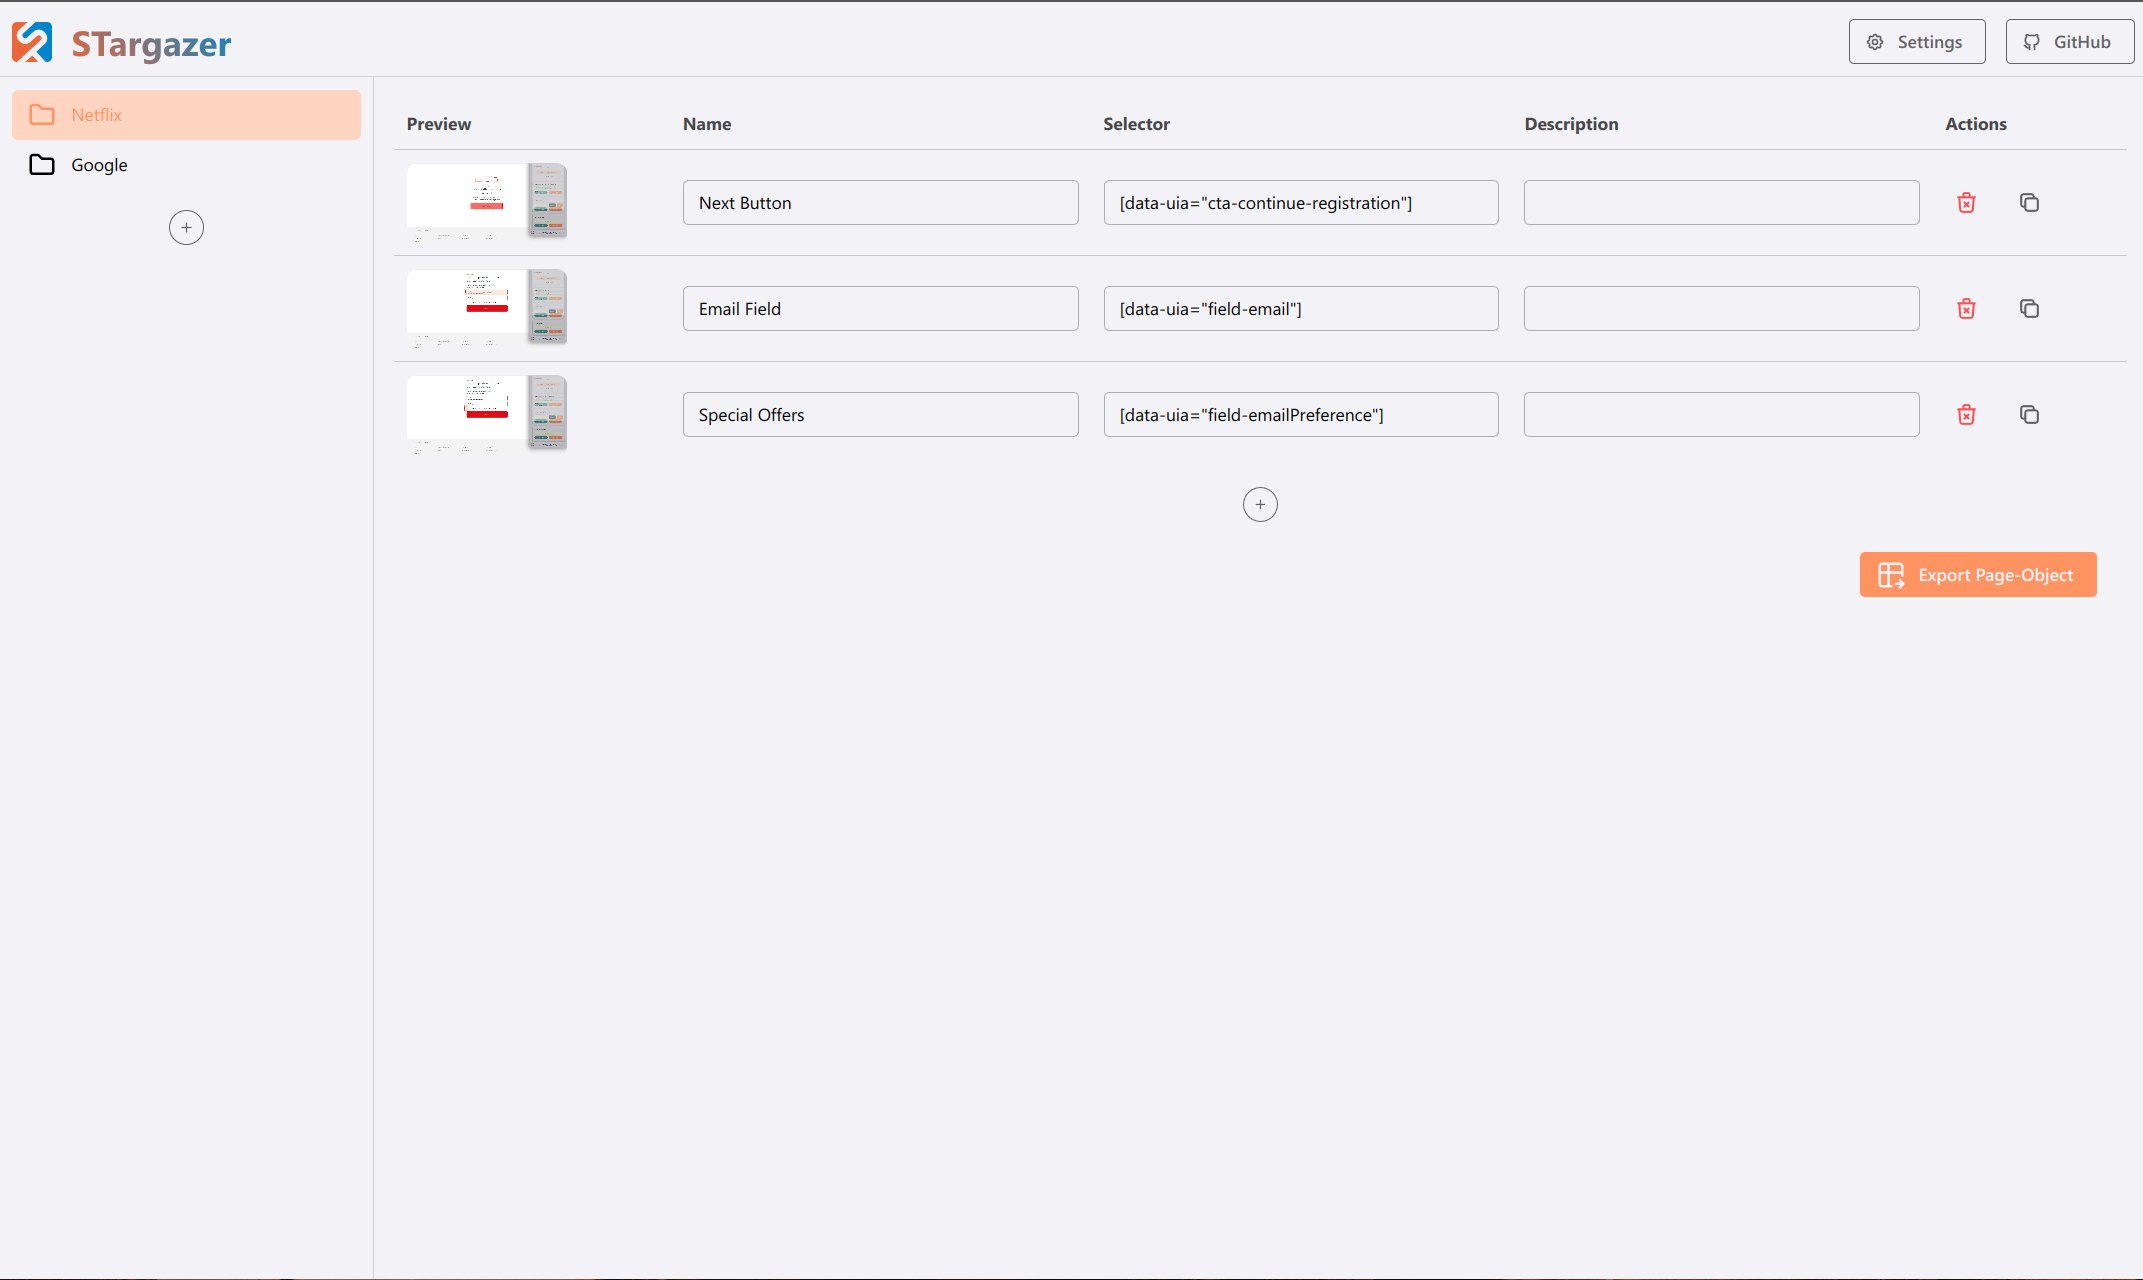 STargazer
Settings
GitHub
Netflix
Google
Preview Name Selector Description Actions
Next Button [data-uia="cta-continue-registration"]
Email Field [data-uia="field-email"]
Special Offers [data-uia="field-emailPreference"]
Export Page-Object